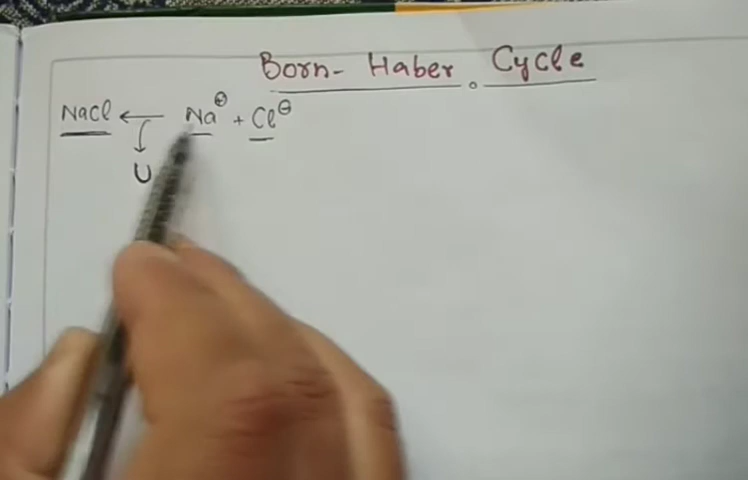 Born-Haber Cycle
NaCl ← Na⊕ + Cl⊖
U